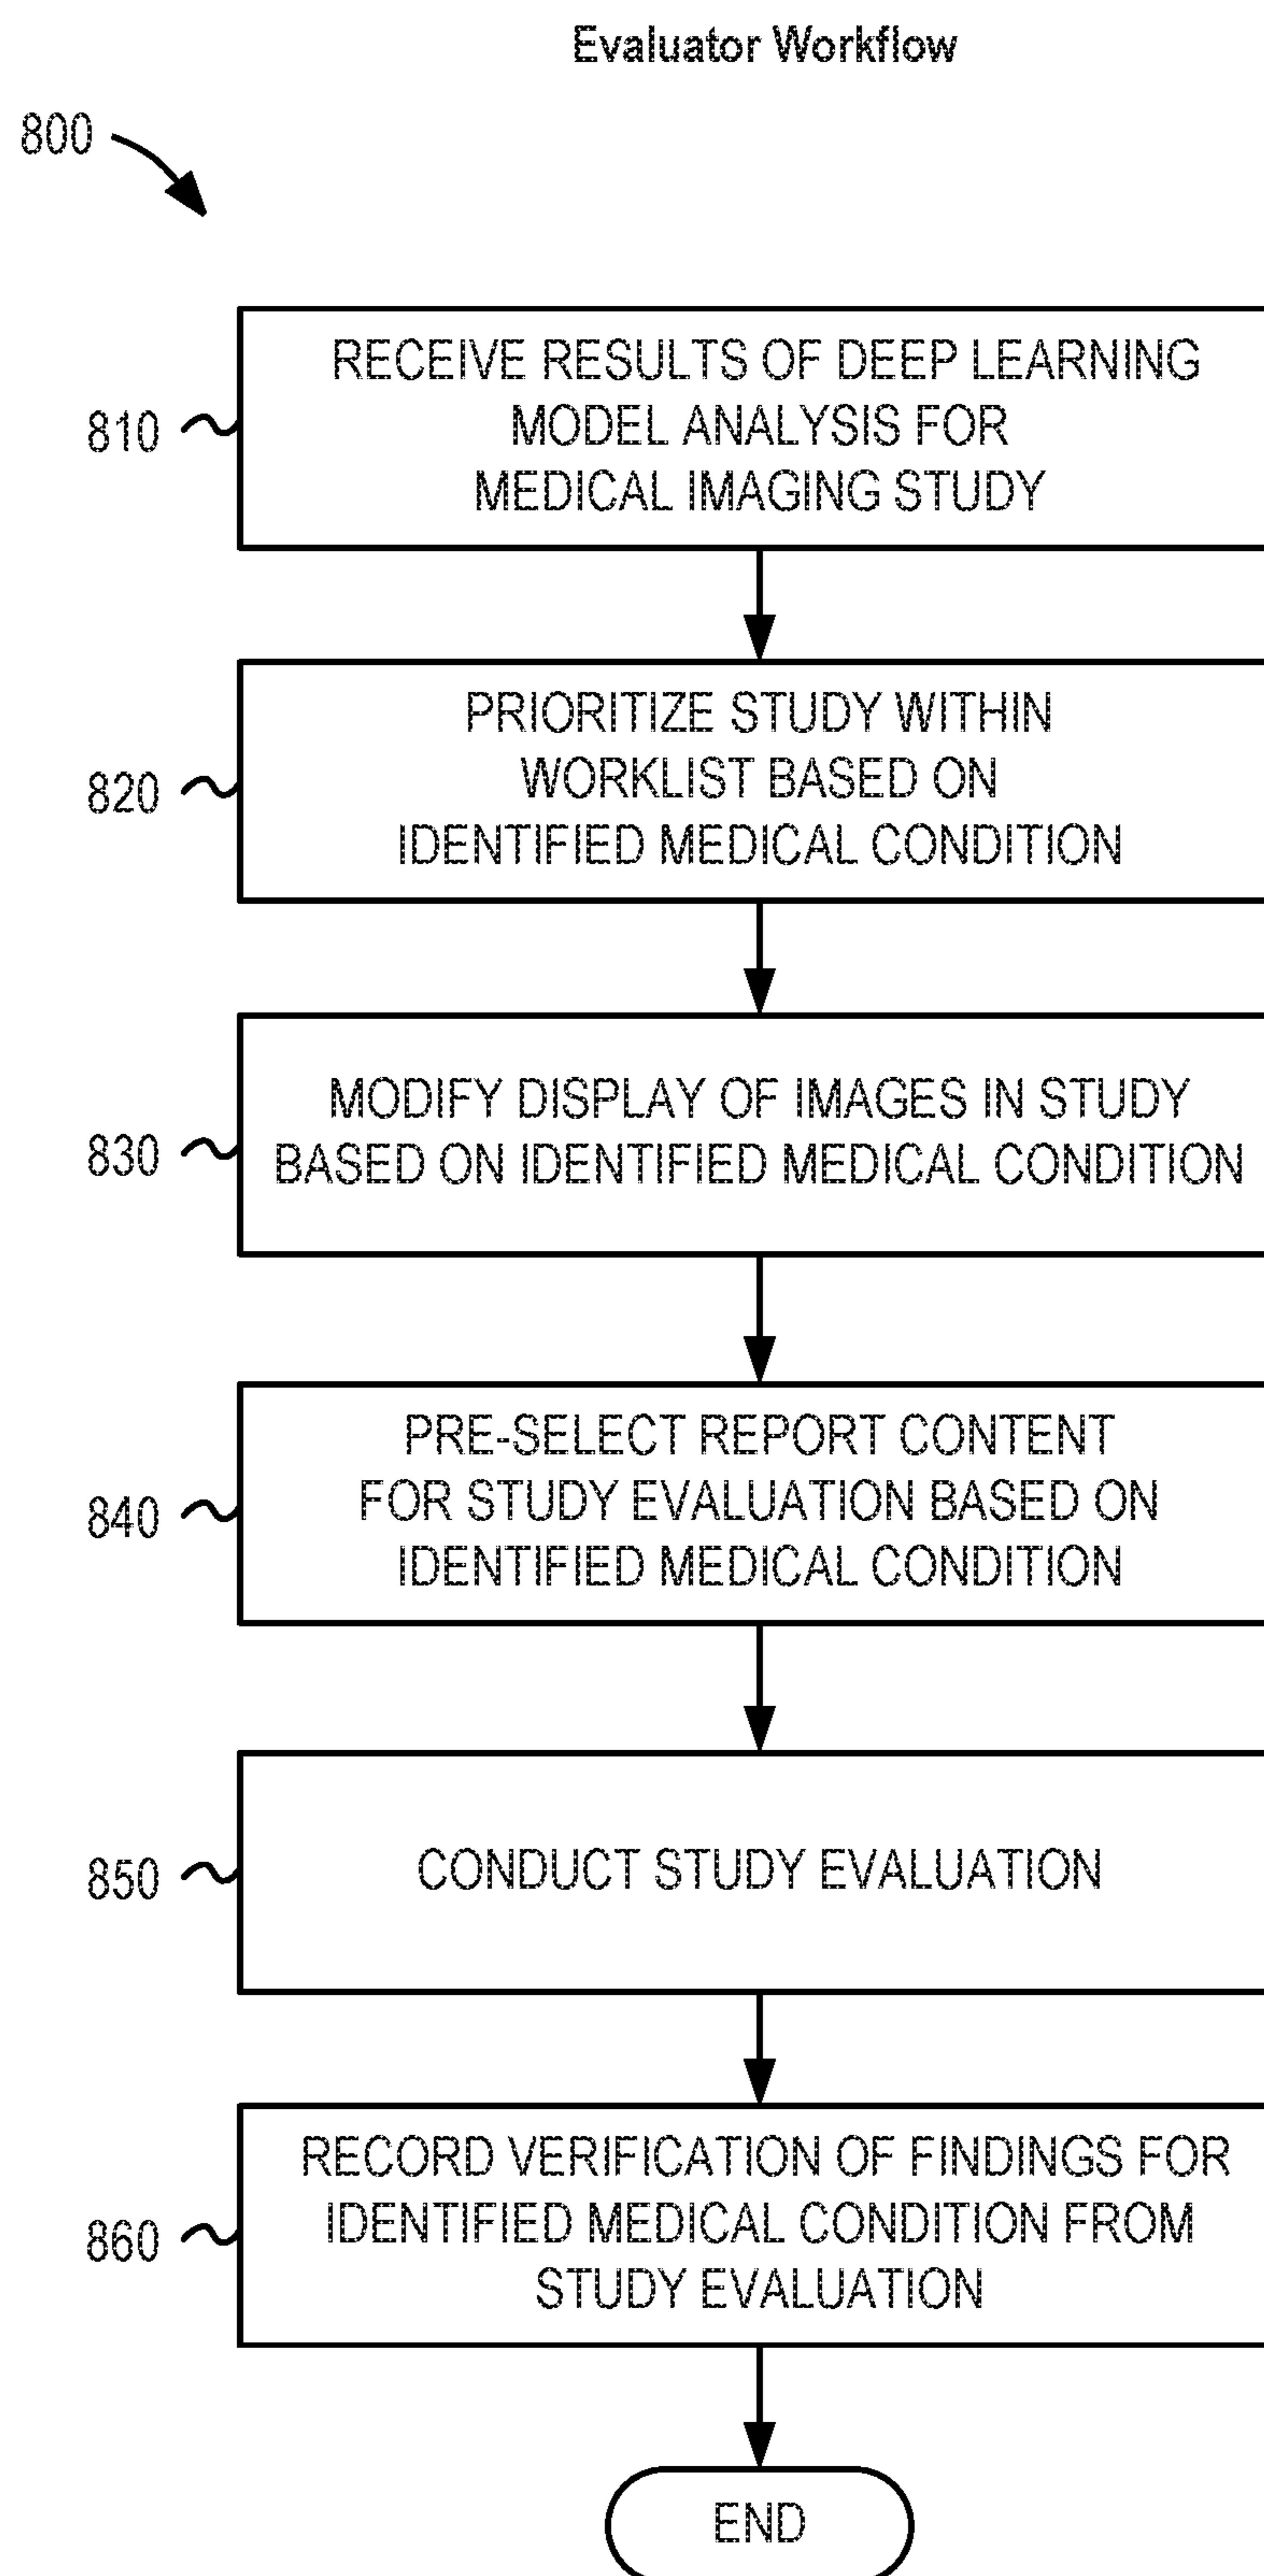 Evaluator Workflow
800
RECEIVE RESULTS OF DEEP LEARNING
MODEL ANALYSIS FOR
MEDICAL IMAGING STUDY
810
PRIORITIZE STUDY WITHIN
WORKLIST BASED ON
IDENTIFIED MEDICAL CONDITION
820
MODIFY DISPLAY OF IMAGES IN STUDY
BASED ON IDENTIFIED MEDICAL CONDITION
830
PRE-SELECT REPORT CONTENT
FOR STUDY EVALUATION BASED ON
IDENTIFIED MEDICAL CONDITION
840
CONDUCT STUDY EVALUATION
850
RECORD VERIFICATION OF FINDINGS FOR
IDENTIFIED MEDICAL CONDITION FROM
STUDY EVALUATION
860
END